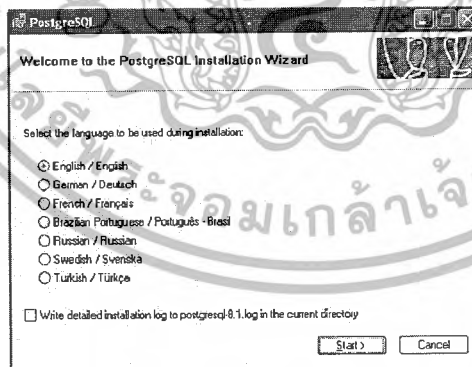 PostgreSQL
Welcome to the PostgreSQL Installation Wizard
Select the language to be used during installation:
English / English
German / Deutsch
French / Français
Brazilian Portuguese / Português - Brasil
Russian / Russian
Swedish / Svenska
Turkish / Türkçe
Write detailed installation log to postgresql-8.1.log in the current directory
Start >
Cancel